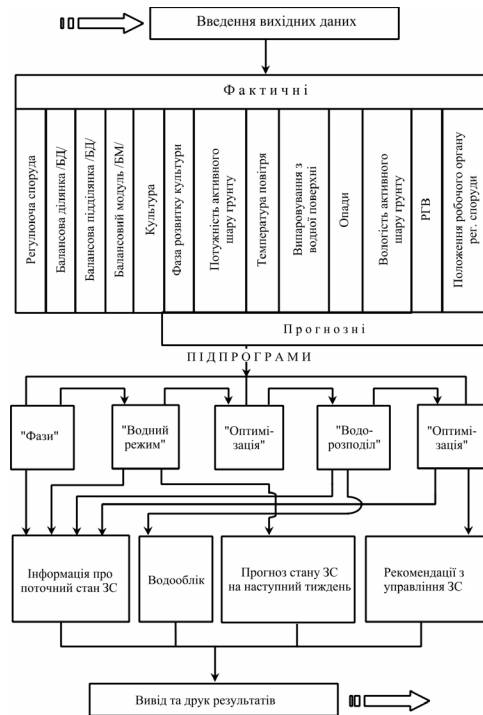 Введення вихідних даних
Фактичні
Регулююча споруда
Балансова ділянка /БД/
Балансова підділянка /БД/
Балансовий модуль /БМ/
Культура
Фаза розвитку культури
Потужність активного
шару грунту
Температура повітря
Випаровування з
водної поверхні
Опади
Вологість активного
шару грунту
РГВ
Положення робочого органу
рег. споруди
Прогнозні
ПІДПРОГРАМИ
"Фази"
"Водний
режим"
"Оптимі-
зація"
"Водо-
розподіл"
"Оптимі-
зація"
Інформація про
поточний стан ЗС
Водооблік
Прогноз стану ЗС
на наступний тиждень
Рекомендації з
управління ЗС
Вивід та друк результатів